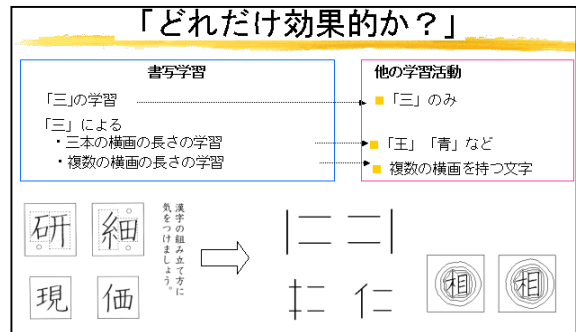 「どれだけ効果的か？」
書写学習
「三」の学習
「三」による
・三本の横画の長さの学習
・複数の横画の長さの学習
他の学習活動
「三」のみ
「王」「青」など
複数の横画を持つ文字
研 細
現 価
漢字の組み立て方に
気をつけましょう。
相 相